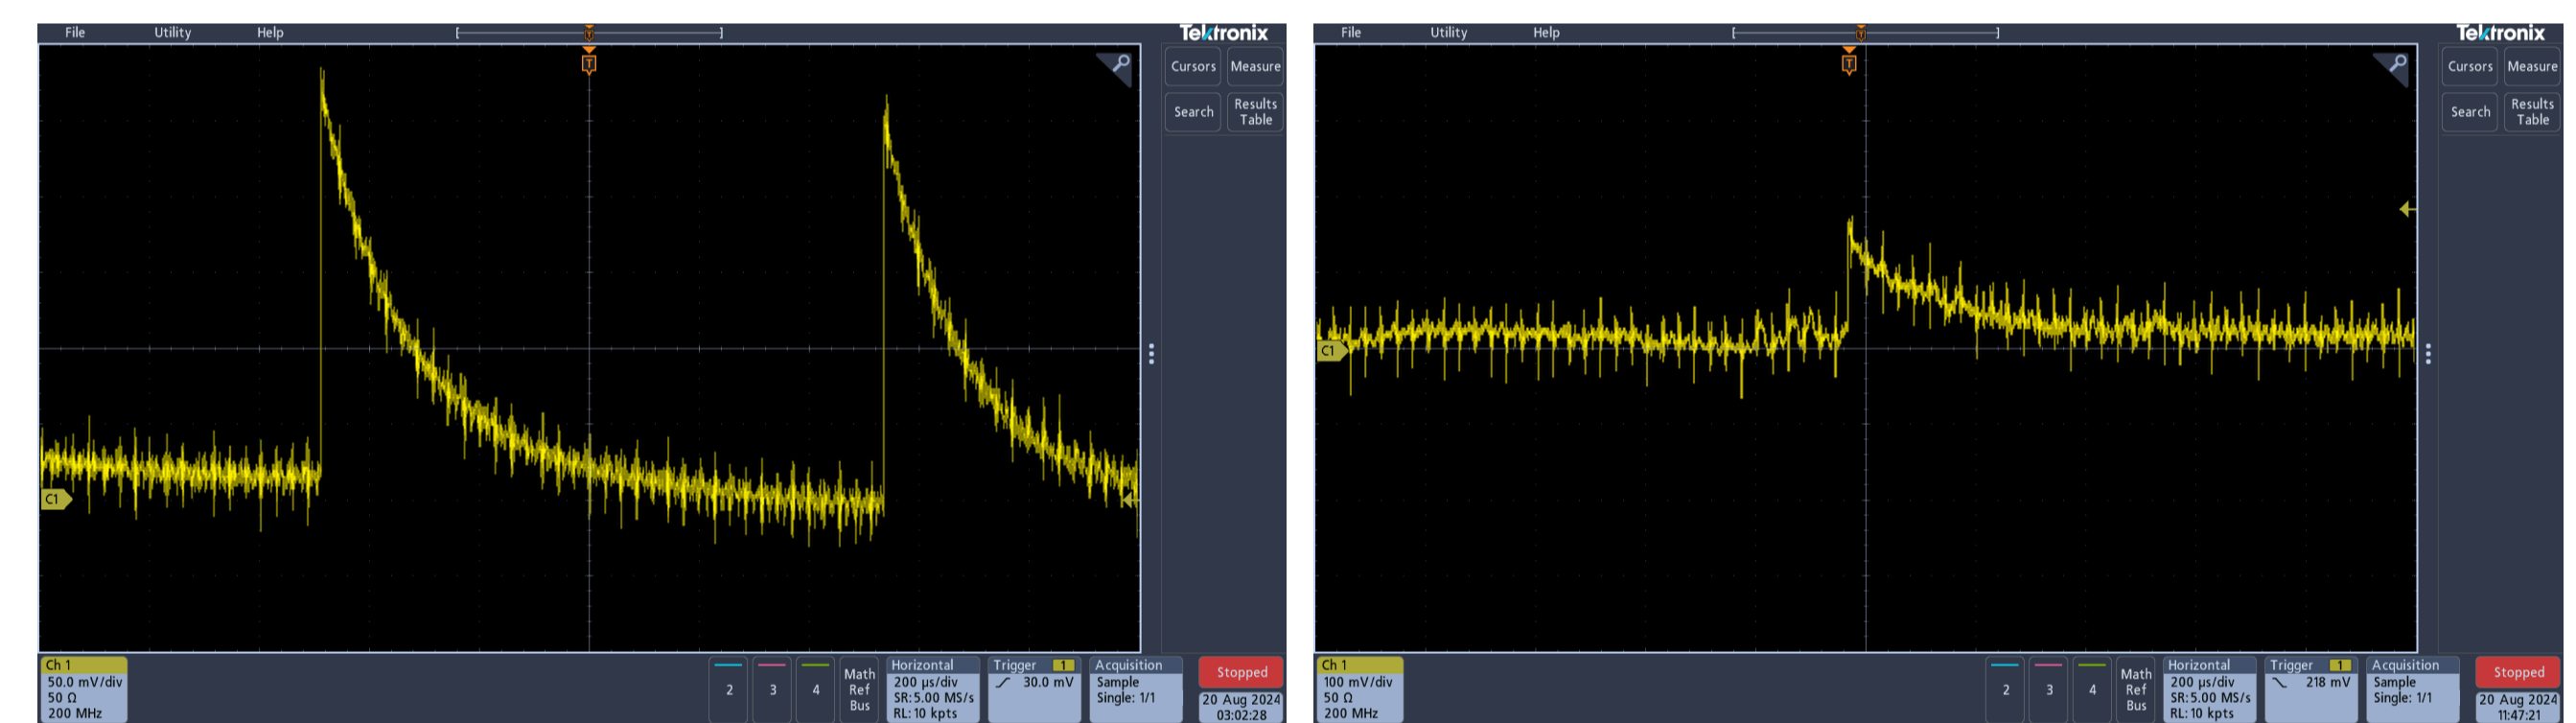 File Utility Help
Tektronix
Cursors Measure
Search Results Table
T
C1
Ch 1
50.0 mV/div
50 Ω
200 MHz
2 3 4
Math
Ref
Bus
Horizontal
200 µs/div
SR: 5.00 MS/s
RL: 10 kpts
Trigger 1
30.0 mV
Acquisition
Sample
Single: 1/1
Stopped
20 Aug 2024
03:02:28
File Utility Help
Tektronix
Cursors Measure
Search Results Table
T
C1
Ch 1
100 mV/div
50 Ω
200 MHz
2 3 4
Math
Ref
Bus
Horizontal
200 µs/div
SR: 5.00 MS/s
RL: 10 kpts
Trigger 1
218 mV
Acquisition
Sample
Single: 1/1
Stopped
20 Aug 2024
11:47:21